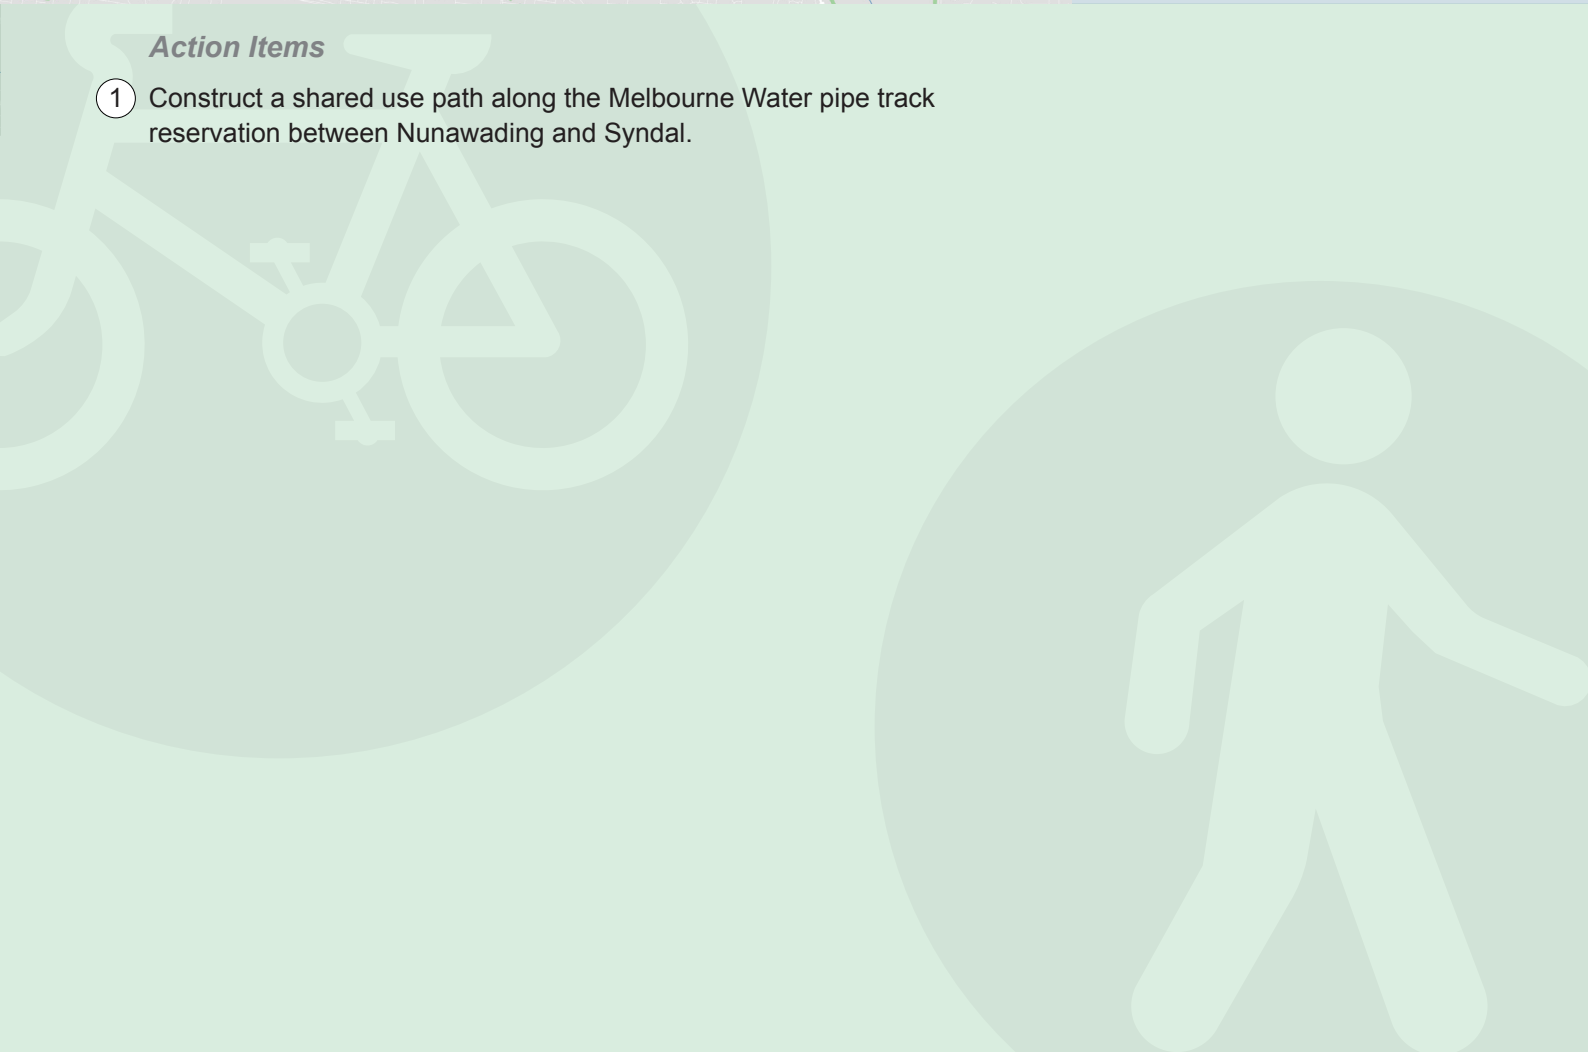 Action Items
1 Construct a shared use path along the Melbourne Water pipe track
reservation between Nunawading and Syndal.